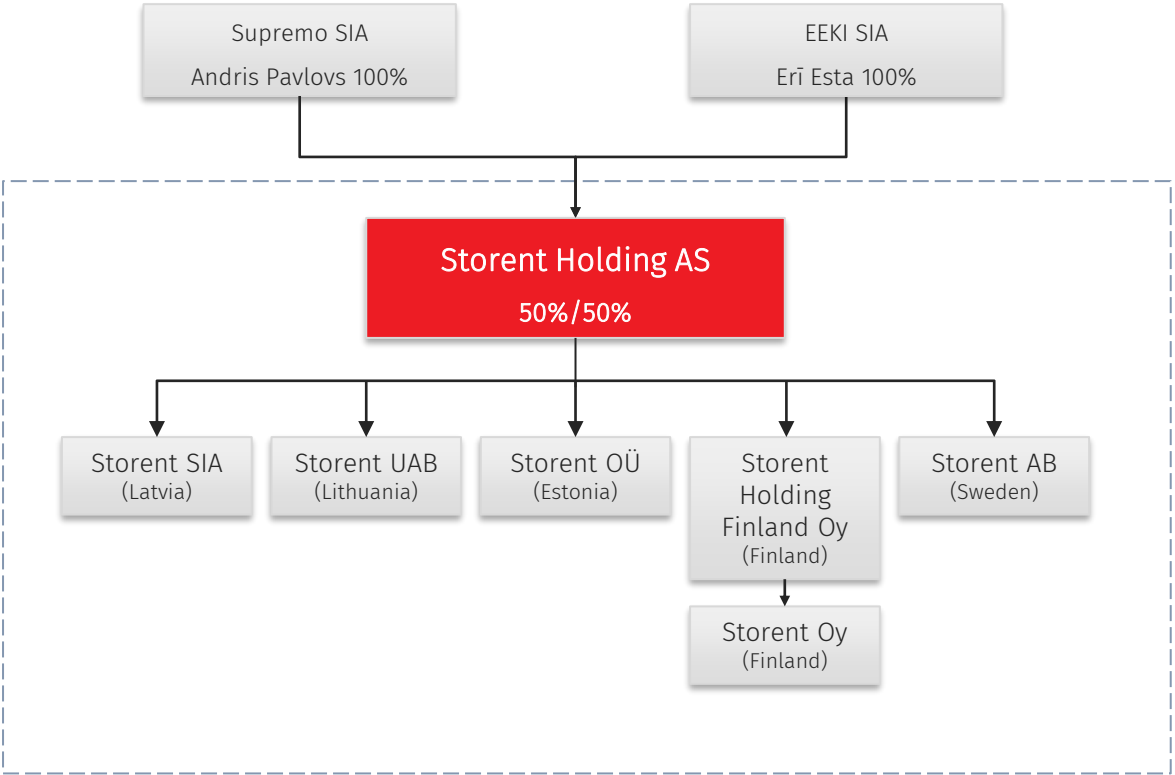 Supremo SIA
Andris Pavlovs 100%
EEKI SIA
Erī Esta 100%
Storent Holding AS
50%/50%
Storent SIA
(Latvia)
Storent UAB
(Lithuania)
Storent OÜ
(Estonia)
Storent
Holding
Finland Oy
(Finland)
Storent AB
(Sweden)
Storent Oy
(Finland)